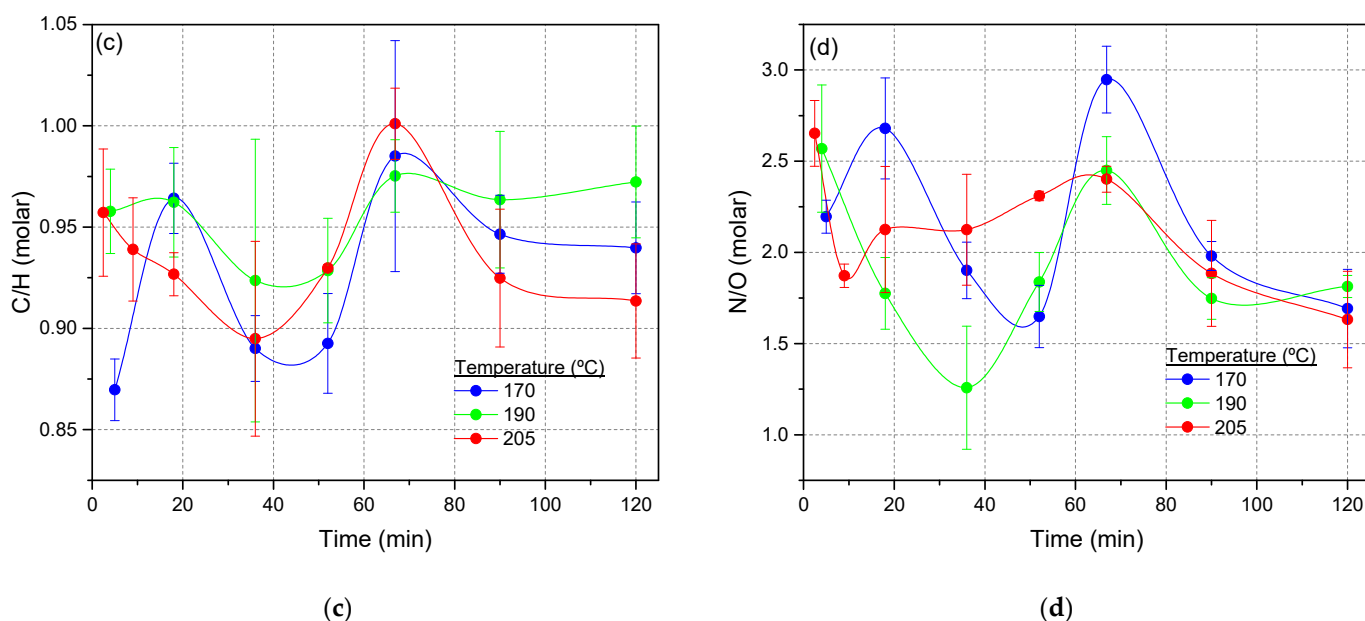 (c)
1.05
1.00
0.95
0.90
0.85
C/H (molar)
0 20 40 60 80 100 120
Time (min)
Temperature (ºC)
170
190
205
(c)
(d)
3.0
2.5
2.0
1.5
1.0
N/O (molar)
0 20 40 60 80 100 120
Time (min)
Temperature (ºC)
170
190
205
(d)